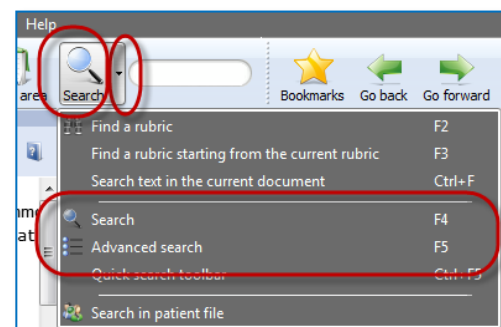 Help
area Search Bookmarks Go back Go forward
Find a rubric F2
Find a rubric starting from the current rubric F3
Search text in the current document Ctrl+F
Search F4
Advanced search F5
Quick search toolbar Ctrl+F5
Search in patient file